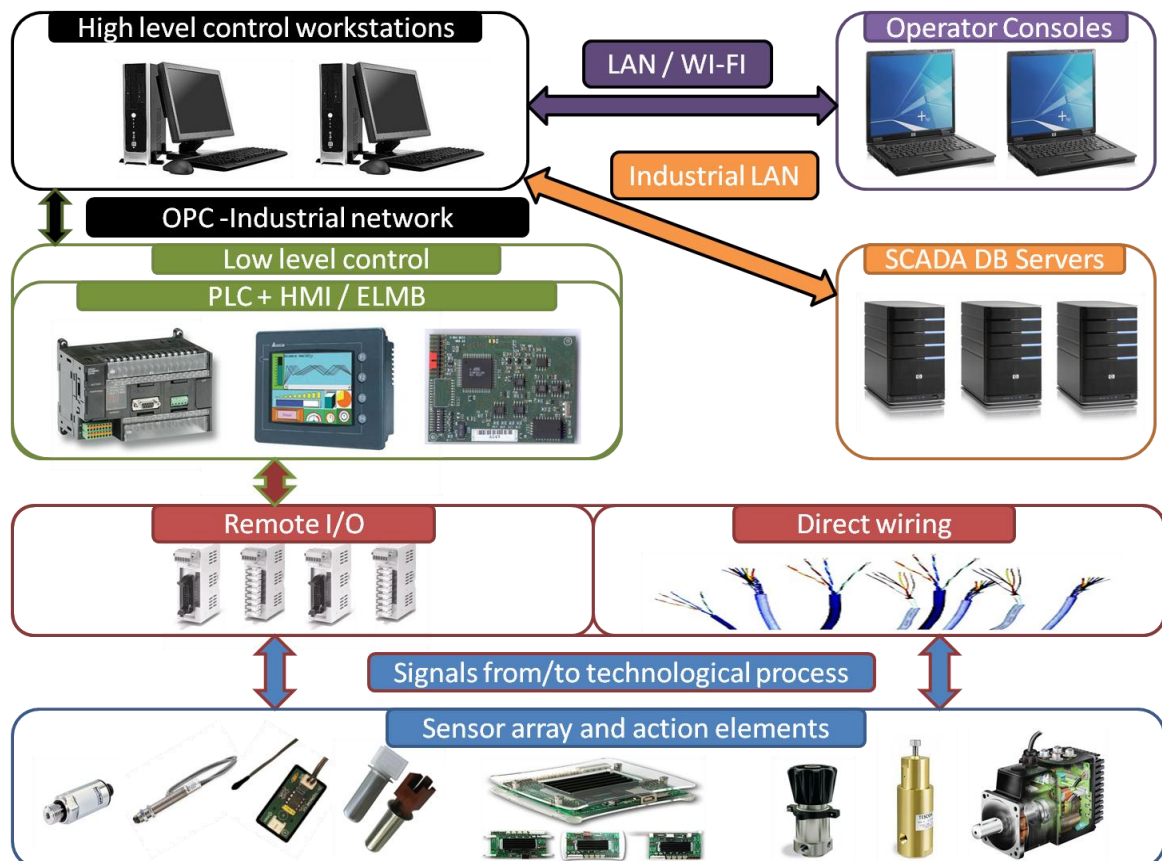 High level control workstations
Operator Consoles
LAN / WI-FI
Industrial LAN
OPC -Industrial network
Low level control
SCADA DB Servers
PLC + HMI / ELMB
Remote I/O
Direct wiring
Signals from/to technological process
Sensor array and action elements